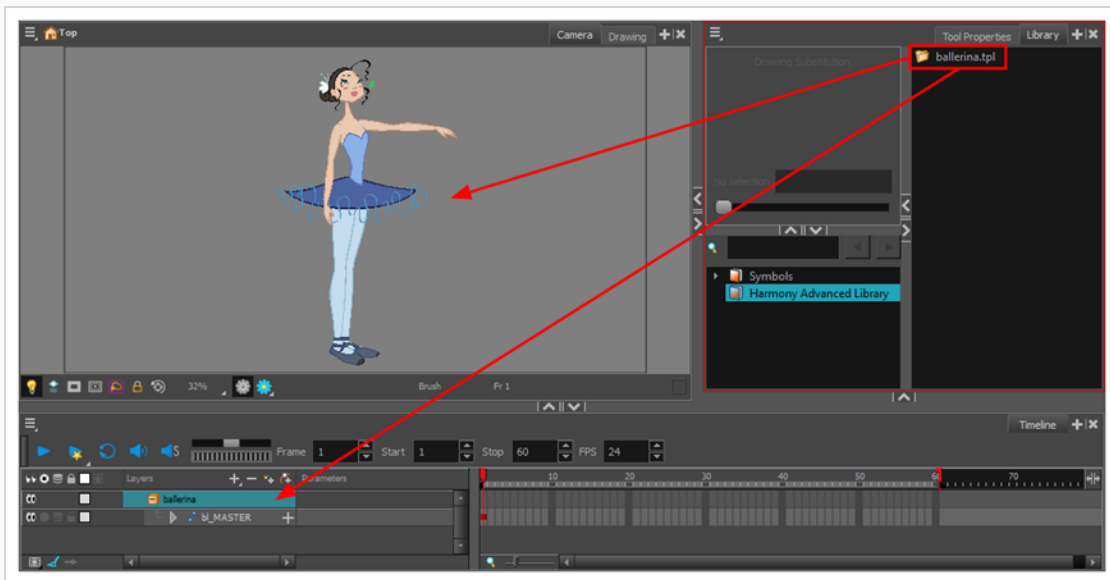 Top
Camera Drawing
Tool Properties Library
Drawing Substitution
ballerina.tpl
No selection
Symbols
Harmony Advanced Library
32% Brush Fr 1
Timeline
Frame 1 Start 1 Stop 60 FPS 24
Layers Parameters
10 20 30 40 50 60 70
ballerina
bl_MASTER